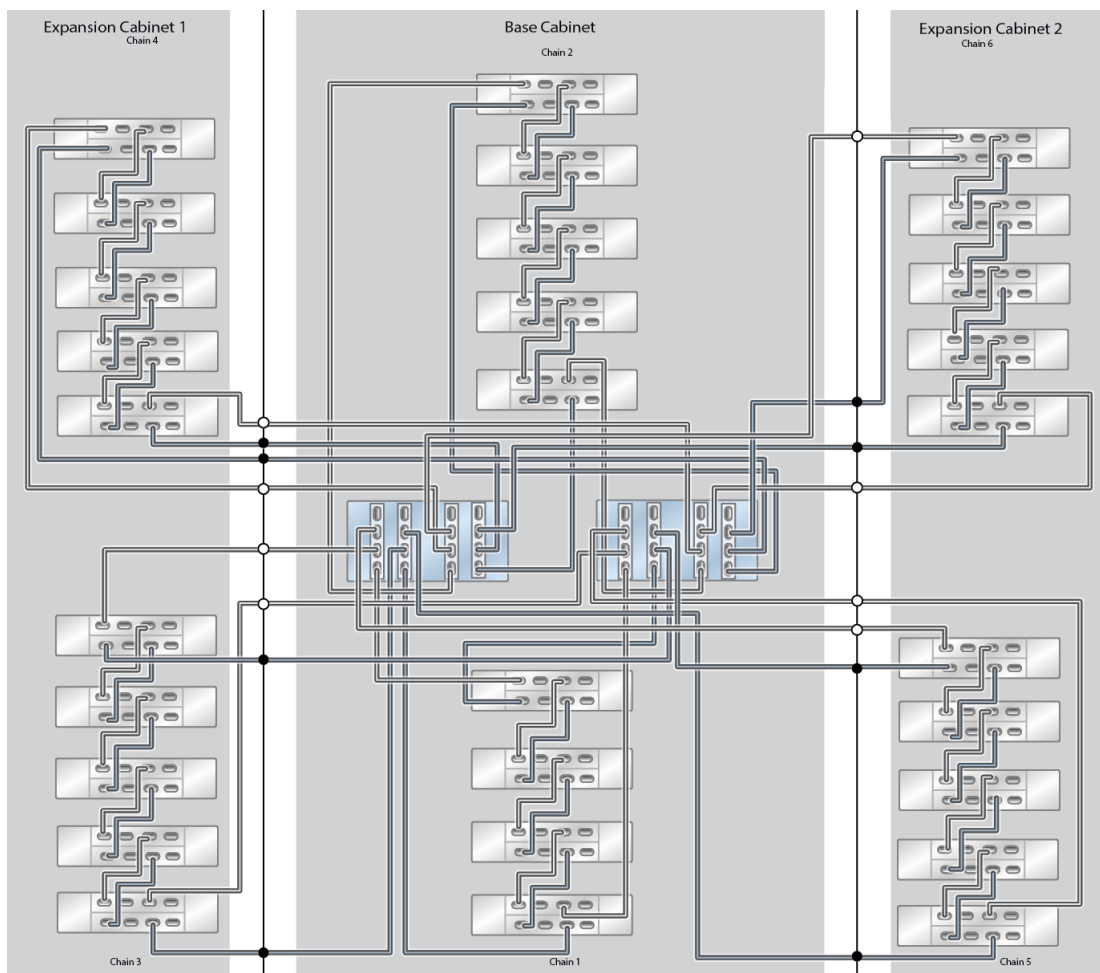 Expansion Cabinet 1
Chain 4
Base Cabinet
Chain 2
Expansion Cabinet 2
Chain 6
Chain 3
Chain 1
Chain 5